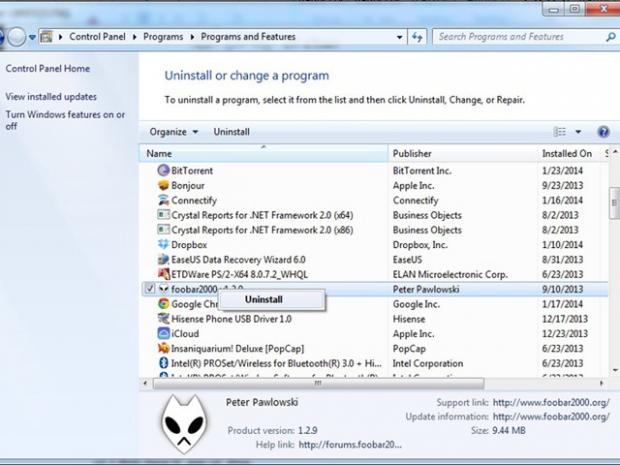 Control Panel Programs Programs and Features
Search Programs and Features
Control Panel Home
View installed updates
Turn Windows features on or
off
Uninstall or change a program
To uninstall a program, select it from the list and then click Uninstall, Change, or Repair.
Organize Uninstall
Name Publisher Installed On S
BitTorrent BitTorrent Inc. 1/23/2014
Bonjour Apple Inc. 9/23/2013
Connectify Connectify 1/16/2014
Crystal Reports for .NET Framework 2.0 (x64) Business Objects 8/2/2013
Crystal Reports for .NET Framework 2.0 (x86) Business Objects 8/2/2013
Dropbox Dropbox, Inc. 1/10/2014
EaseUS Data Recovery Wizard 6.0 EaseUS 8/31/2013
ETDWare PS/2-X64 8.0.7.2_WHQL ELAN Microelectronic Corp. 6/23/2013
foobar2000 Peter Pawlowski 9/10/2013
Uninstall
Google Chr Google Inc. 1/17/2014
Hisense Phone USB Driver 1.0 Hisense 12/17/2013
iCloud Apple Inc. 12/23/2013
Insaniquarium! Deluxe [PopCap] PopCap 6/23/2013
Intel(R) PROSet/Wireless for Bluetooth(R) 3.0 + Hi... Intel Corporation 6/23/2013
Peter Pawlowski
Support link: http://www.foobar2000.org/
Update information: http://www.foobar2000.org/
Product version: 1.2.9
Size: 9.44 MB
Help link: http://forums.foobar20...